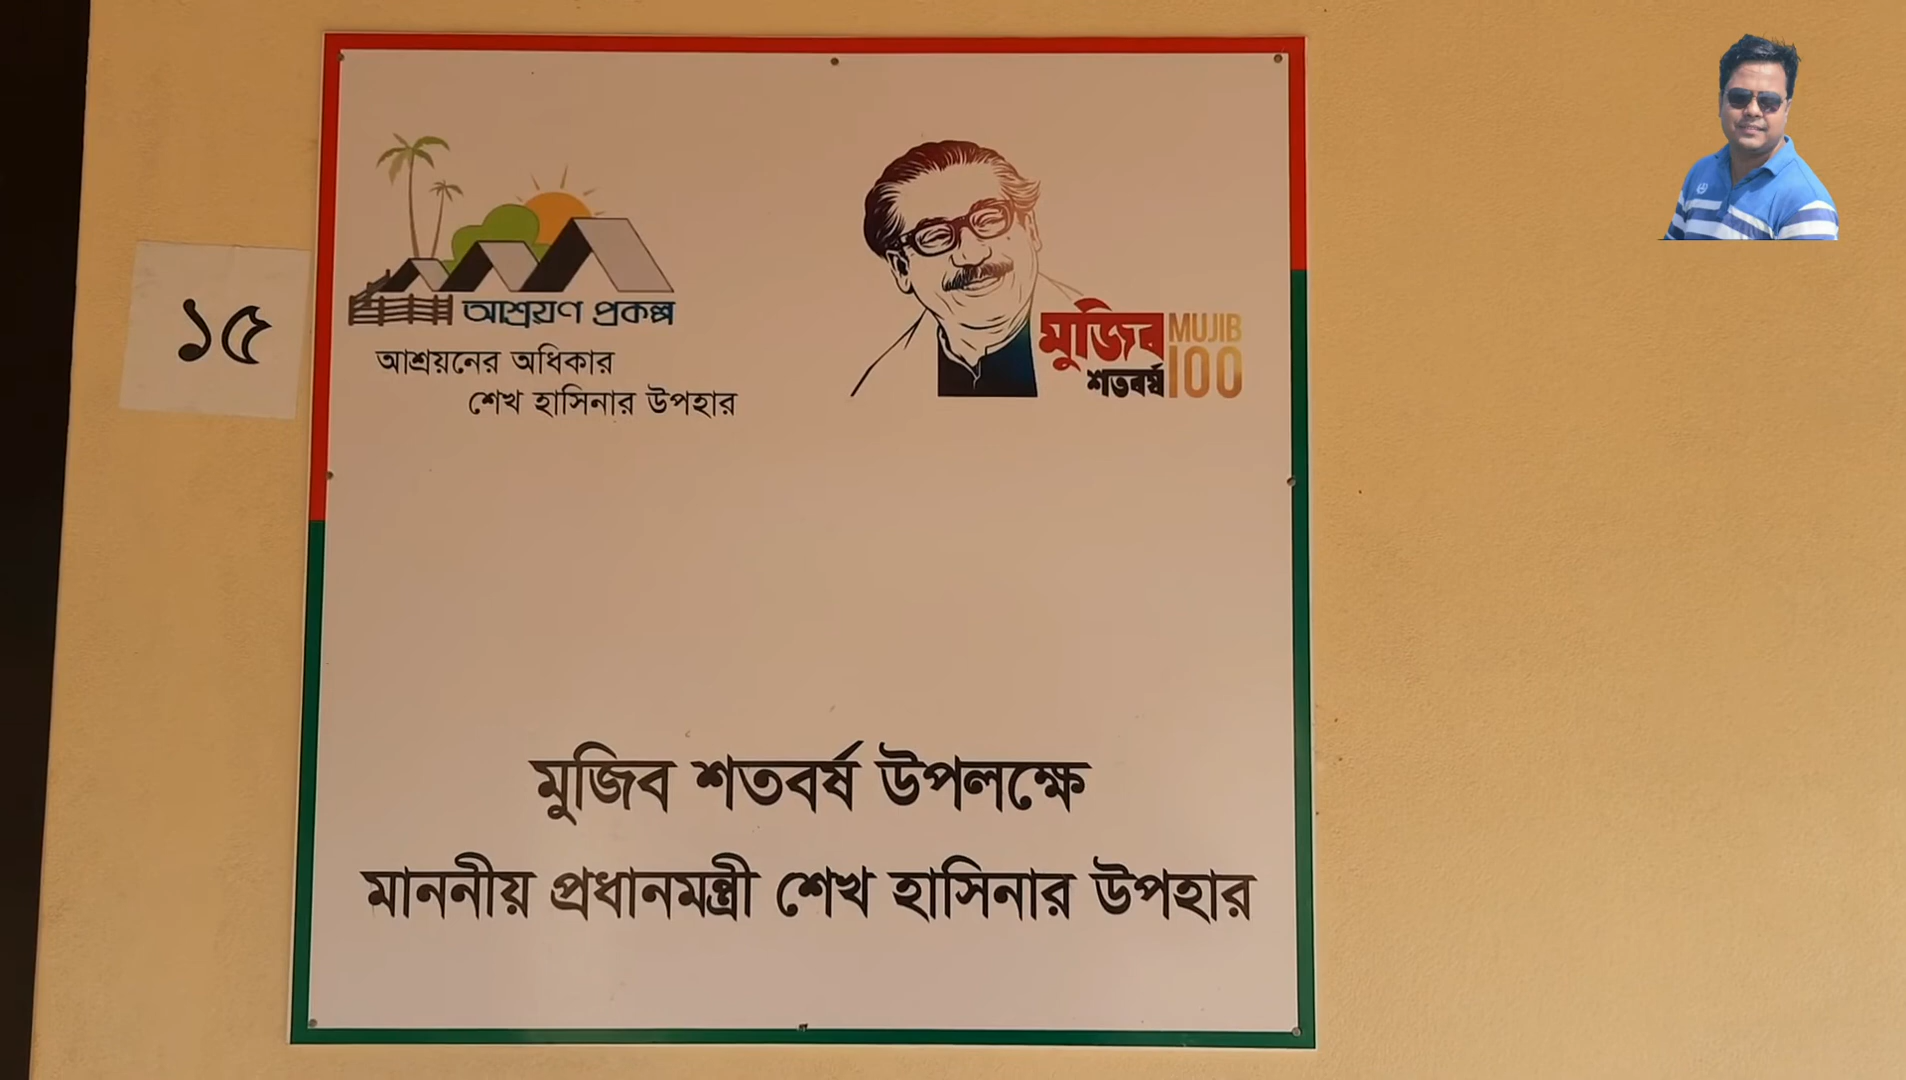 ১৫
আশ্রয়ণ প্রকল্প
আশ্রয়নের অধিকার
শেখ হাসিনার উপহার
মুজিব MUJIB
শতবর্ষ 100
মুজিব শতবর্ষ উপলক্ষে
মাননীয় প্রধানমন্ত্রী শেখ হাসিনার উপহার